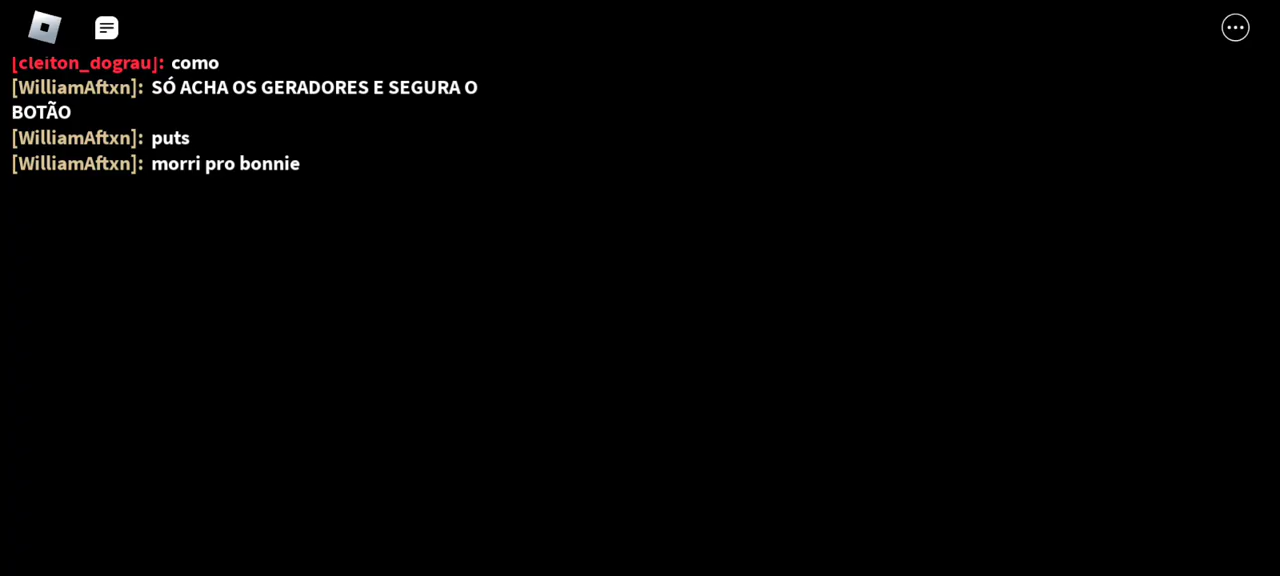 [cleiton_dograu]: como
[WilliamAftxn]: SÓ ACHA OS GERADORES E SEGURA O
BOTÃO
[WilliamAftxn]: puts
[WilliamAftxn]: morri pro bonnie